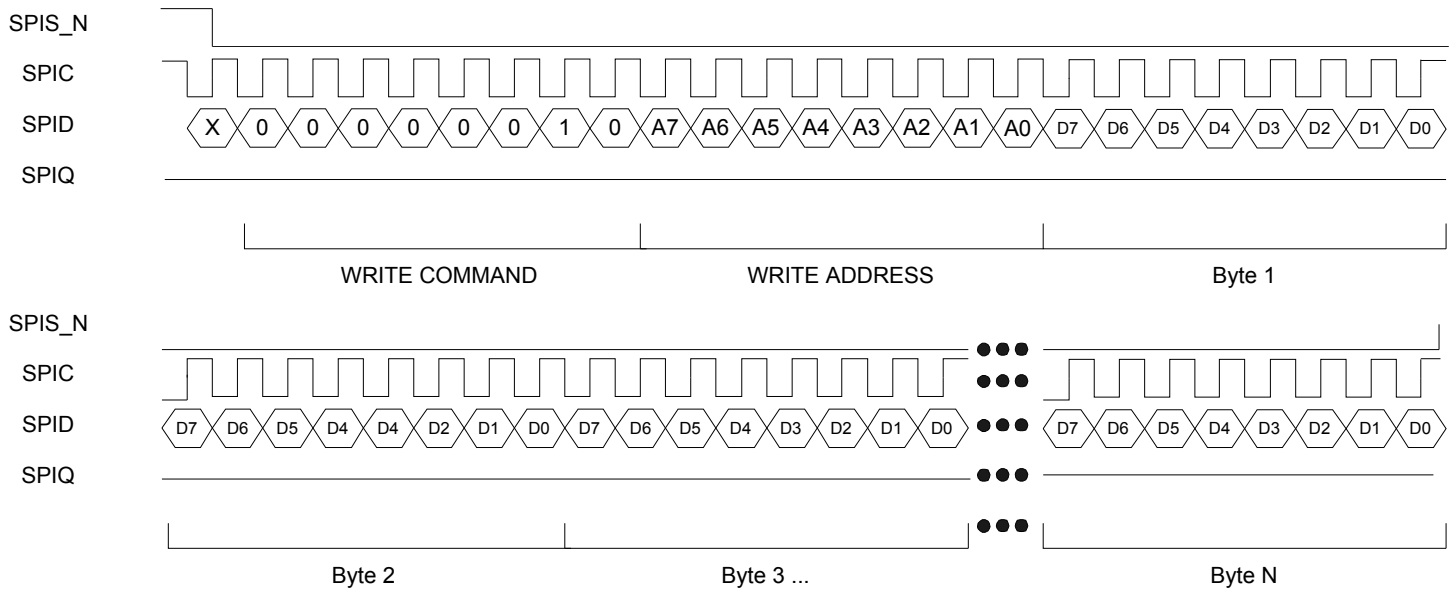 SPIS_N
SPIC
SPID X 0 0 0 0 0 0 1 0 A7 A6 A5 A4 A3 A2 A1 A0 D7 D6 D5 D4 D3 D2 D1 D0
SPIQ
WRITE COMMAND WRITE ADDRESS Byte 1
SPIS_N
SPIC
SPID D7 D6 D5 D4 D4 D2 D1 D0 D7 D6 D5 D4 D3 D2 D1 D0 D7 D6 D5 D4 D3 D2 D1 D0
SPIQ
Byte 2 Byte 3 ... Byte N